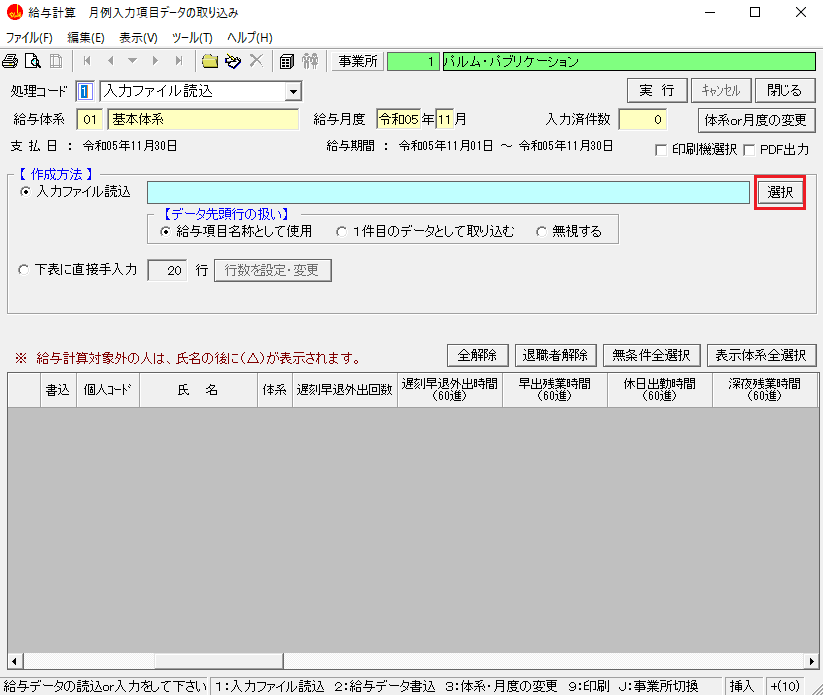 給与計算　月例入力項目データの取り込み
ファイル(F)　編集(E)　表示(V)　ツール(T)　ヘルプ(H)
事業所　1　パルム・パブリケーション
処理コード　1　入力ファイル読込　実 行　ｷｬﾝｾﾙ　閉じる
給与体系　01　基本体系　給与月度　令和05年11月　入力済件数　0　体系or月度の変更
支 払 日 ： 令和05年11月30日　給与期間 ： 令和05年11月01日 ～ 令和05年11月30日　印刷機選択　PDF出力
【 作成方法 】
入力ファイル読込　選択
【データ先頭行の扱い】
給与項目名称として使用　1件目のデータとして取り込む　無視する
下表に直接手入力　20　行　行数を設定・変更
※ 給与計算対象外の人は、氏名の後に(△)が表示されます。　全解除　退職者解除　無条件全選択　表示体系全選択
書込　個人ｺｰﾄﾞ　氏　名　体系　遅刻早退外出回数　遅刻早退外出時間　早出残業時間　休日出勤時間　深夜残業時間
(60進)　(60進)　(60進)　(60進)
給与データの読込or入力をして下さい　1:入力ファイル読込　2:給与データ書込　3:体系・月度の変更　9:印刷　J:事業所切換　挿入　+(10)